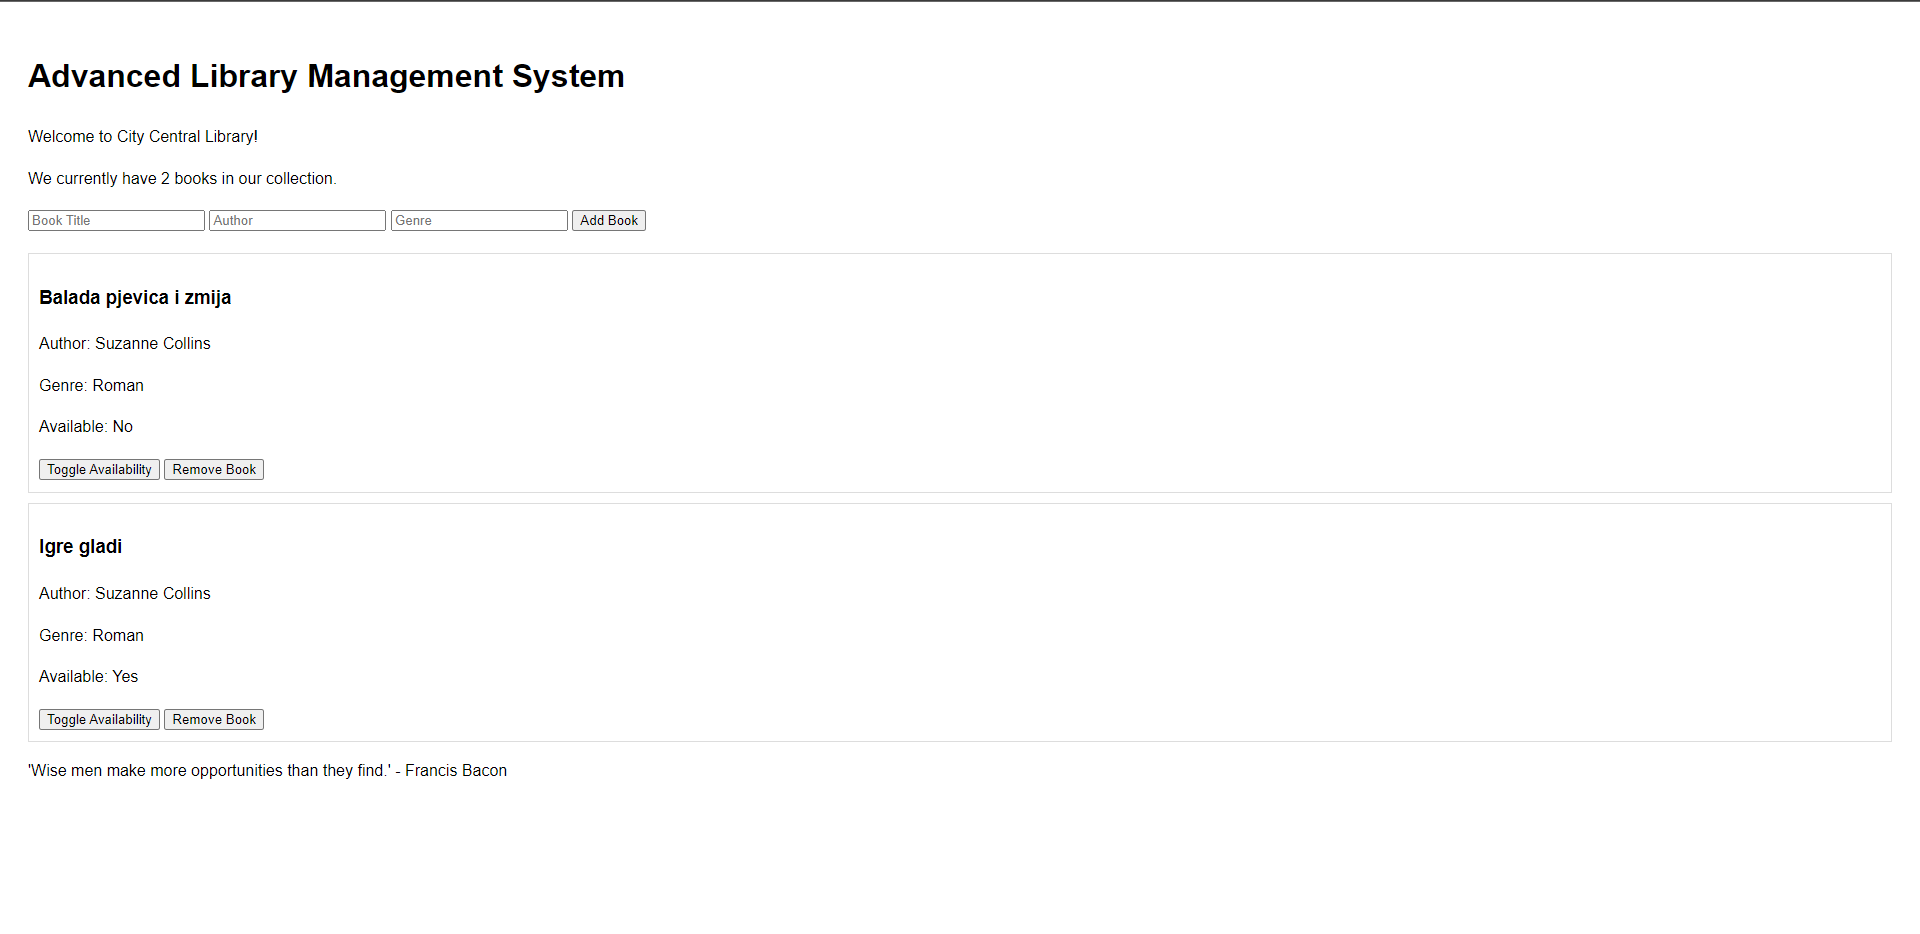 Advanced Library Management System
Welcome to City Central Library!
We currently have 2 books in our collection.
Book Title Author Genre Add Book
Balada pjevica i zmija
Author: Suzanne Collins
Genre: Roman
Available: No
Toggle Availability Remove Book
Igre gladi
Author: Suzanne Collins
Genre: Roman
Available: Yes
Toggle Availability Remove Book
'Wise men make more opportunities than they find.' - Francis Bacon